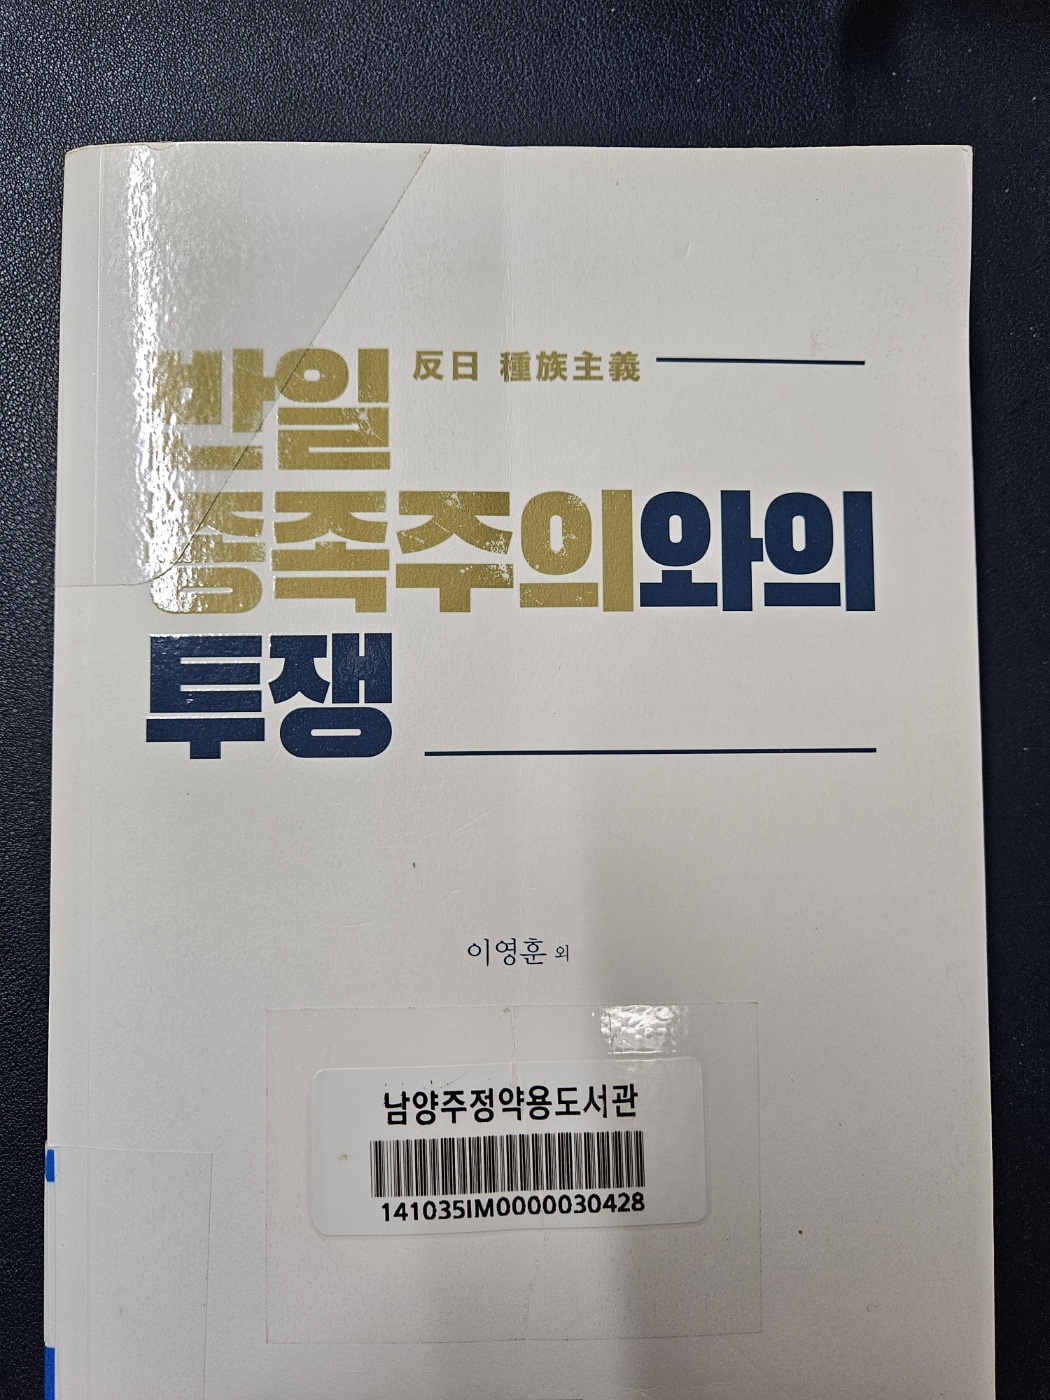 반일 反日 種族主義
종족주의와의
투쟁
이영훈 외
남양주정약용도서관
141035IM0000030428